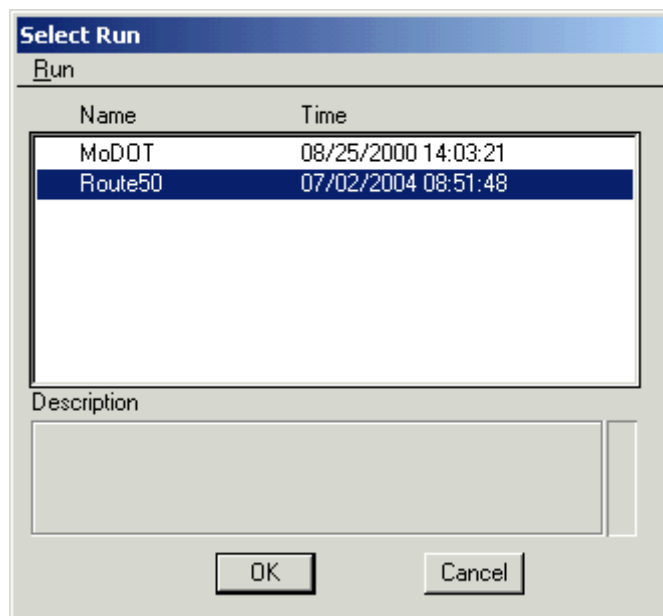 Select Run
Run
Name Time
MoDOT 08/25/2000 14:03:21
Route50 07/02/2004 08:51:48
Description
OK Cancel